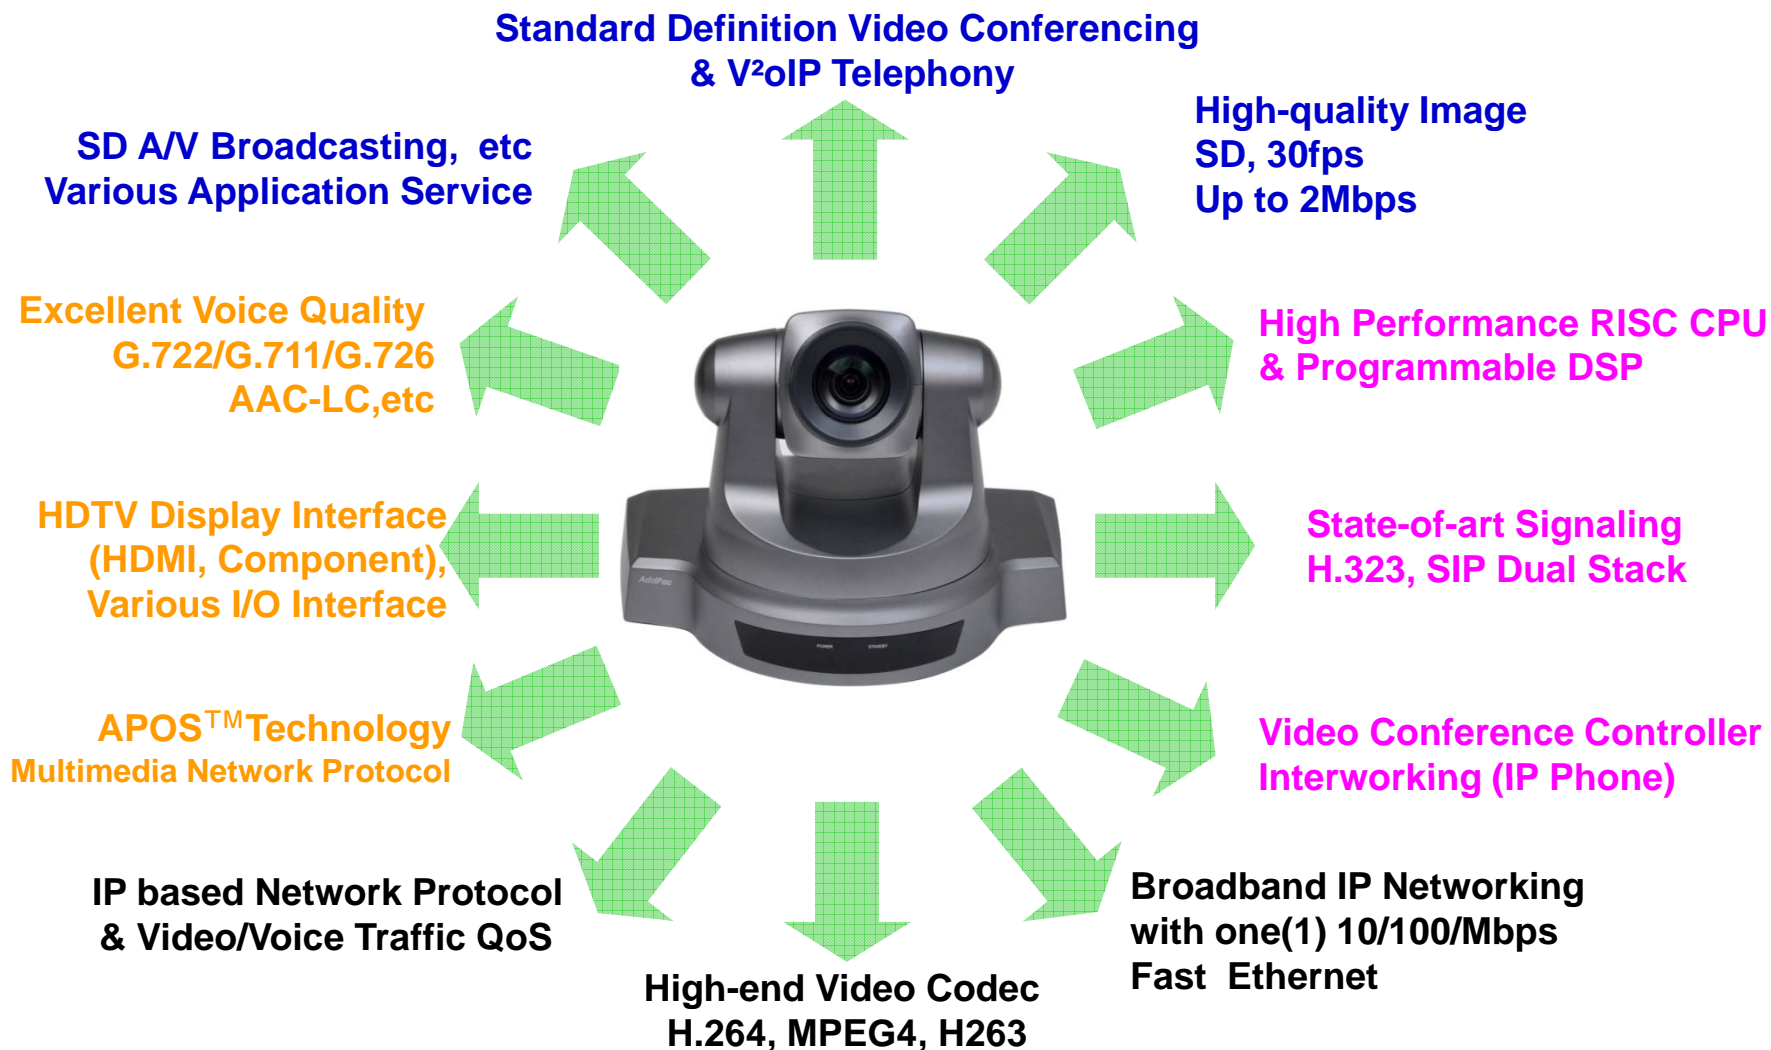 Standard Definition Video Conferencing
& V²oIP Telephony
High-quality Image
SD, 30fps
Up to 2Mbps
SD A/V Broadcasting, etc
Various Application Service
Excellent Voice Quality
G.722/G.711/G.726
AAC-LC,etc
High Performance RISC CPU
& Programmable DSP
HDTV Display Interface
(HDMI, Component),
Various I/O Interface
State-of-art Signaling
H.323, SIP Dual Stack
AddPac
POWER STANDBY
APOS™Technology
Multimedia Network Protocol
Video Conference Controller
Interworking (IP Phone)
IP based Network Protocol
& Video/Voice Traffic QoS
Broadband IP Networking
with one(1) 10/100/Mbps
Fast Ethernet
High-end Video Codec
H.264, MPEG4, H263